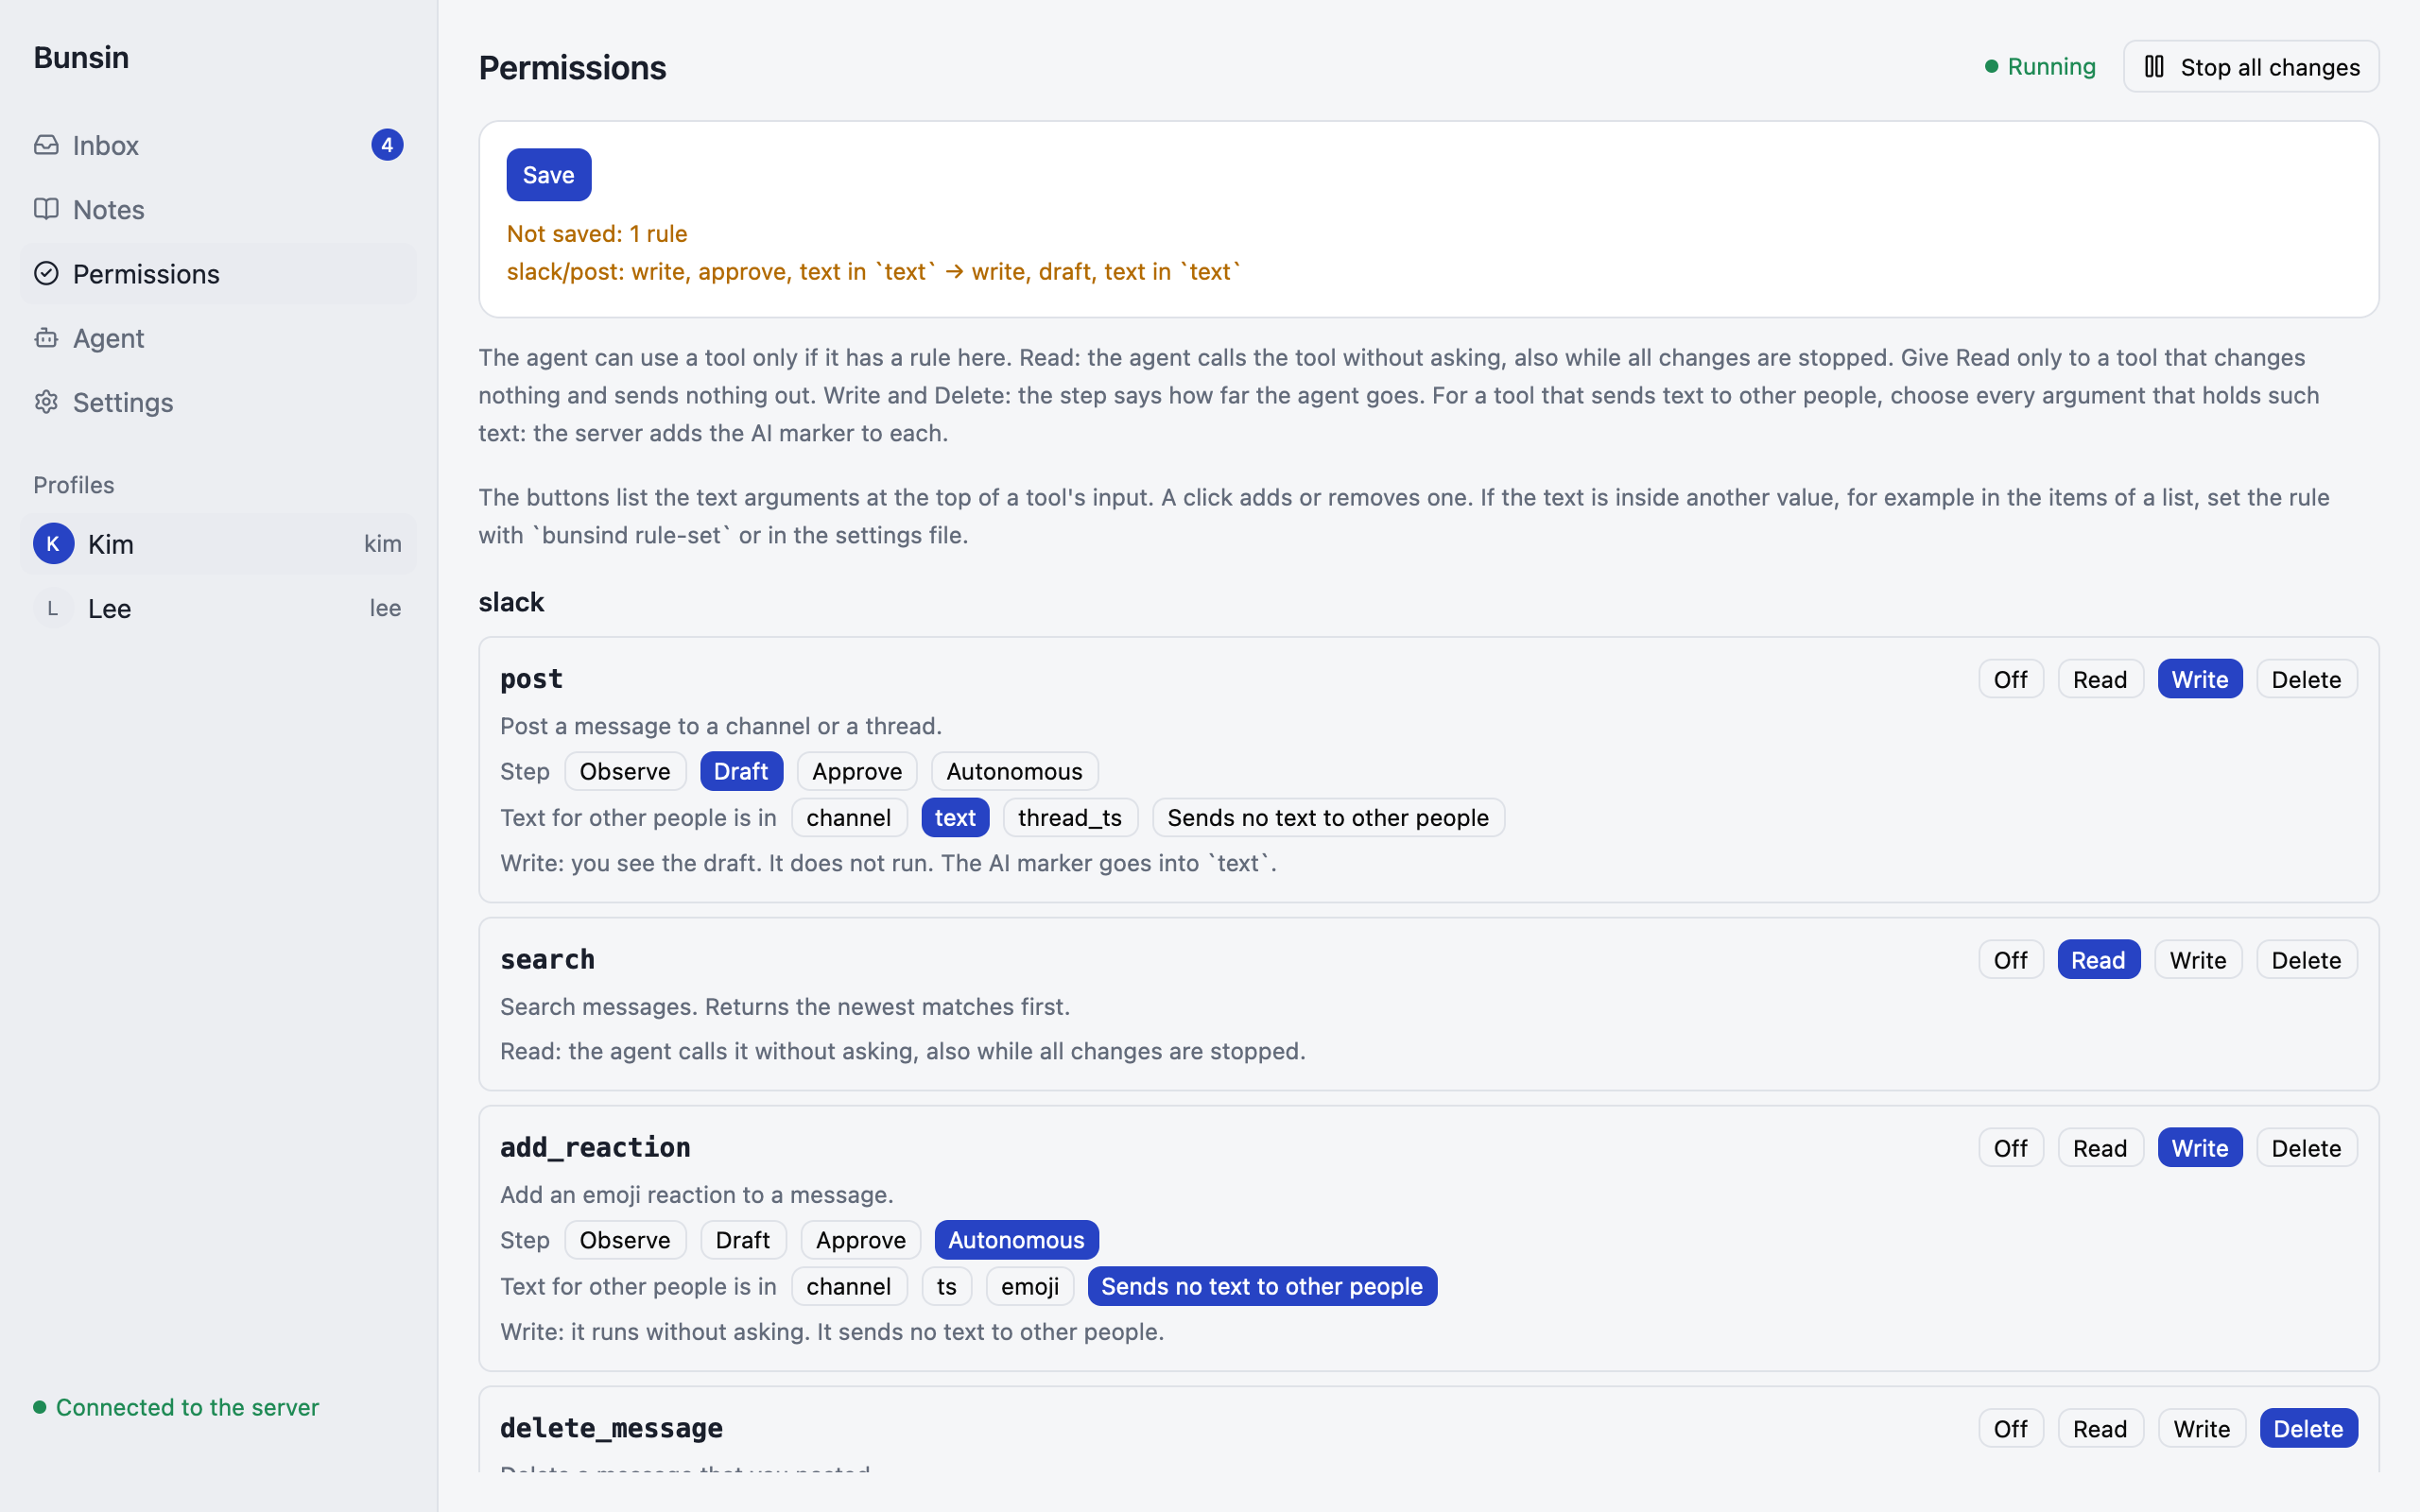 Bunsin
Inbox 4
Notes
Permissions
Agent
Settings
Profiles
K Kim kim
L Lee lee
Connected to the server
Permissions
Running
Stop all changes
Save
Not saved: 1 rule
slack/post: write, approve, text in `text` → write, draft, text in `text`
The agent can use a tool only if it has a rule here. Read: the agent calls the tool without asking, also while all changes are stopped. Give Read only to a tool that changes
nothing and sends nothing out. Write and Delete: the step says how far the agent goes. For a tool that sends text to other people, choose every argument that holds such
text: the server adds the AI marker to each.
The buttons list the text arguments at the top of a tool's input. A click adds or removes one. If the text is inside another value, for example in the items of a list, set the rule
with `bunsind rule-set` or in the settings file.
slack
post Off Read Write Delete
Post a message to a channel or a thread.
Step Observe Draft Approve Autonomous
Text for other people is in channel text thread_ts Sends no text to other people
Write: you see the draft. It does not run. The AI marker goes into `text`.
search Off Read Write Delete
Search messages. Returns the newest matches first.
Read: the agent calls it without asking, also while all changes are stopped.
add_reaction Off Read Write Delete
Add an emoji reaction to a message.
Step Observe Draft Approve Autonomous
Text for other people is in channel ts emoji Sends no text to other people
Write: it runs without asking. It sends no text to other people.
delete_message Off Read Write Delete
Delete a message that you posted.